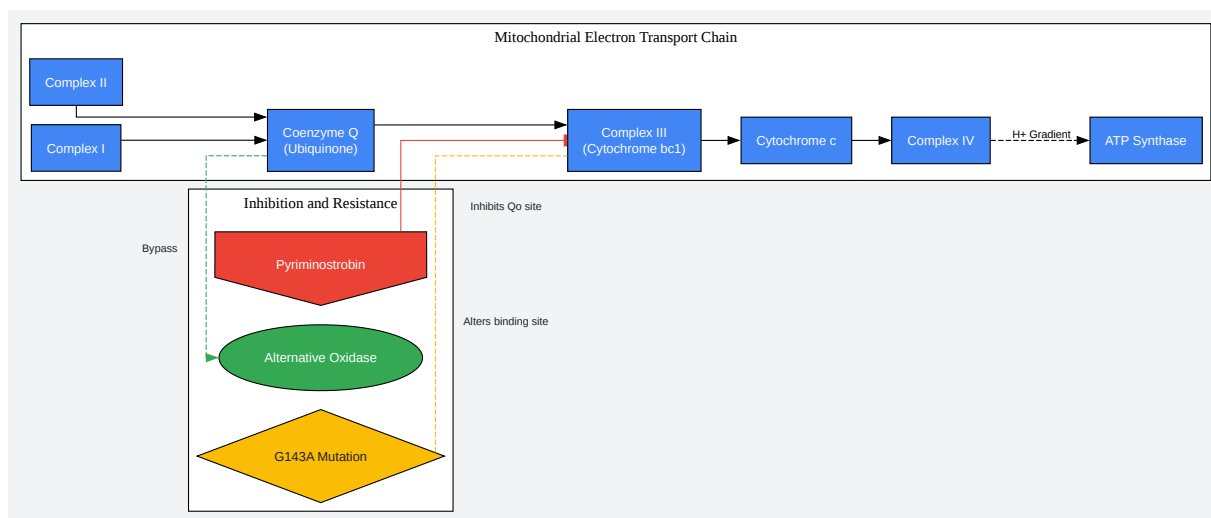 Mitochondrial Electron Transport Chain
Complex II
Complex I
Coenzyme Q
(Ubiquinone)
Complex III
(Cytochrome bc1)
Cytochrome c
Complex IV
H+ Gradient
ATP Synthase
Inhibition and Resistance
Inhibits Qo site
Bypass
Pyriminostrobin
Alters binding site
Alternative Oxidase
G143A Mutation